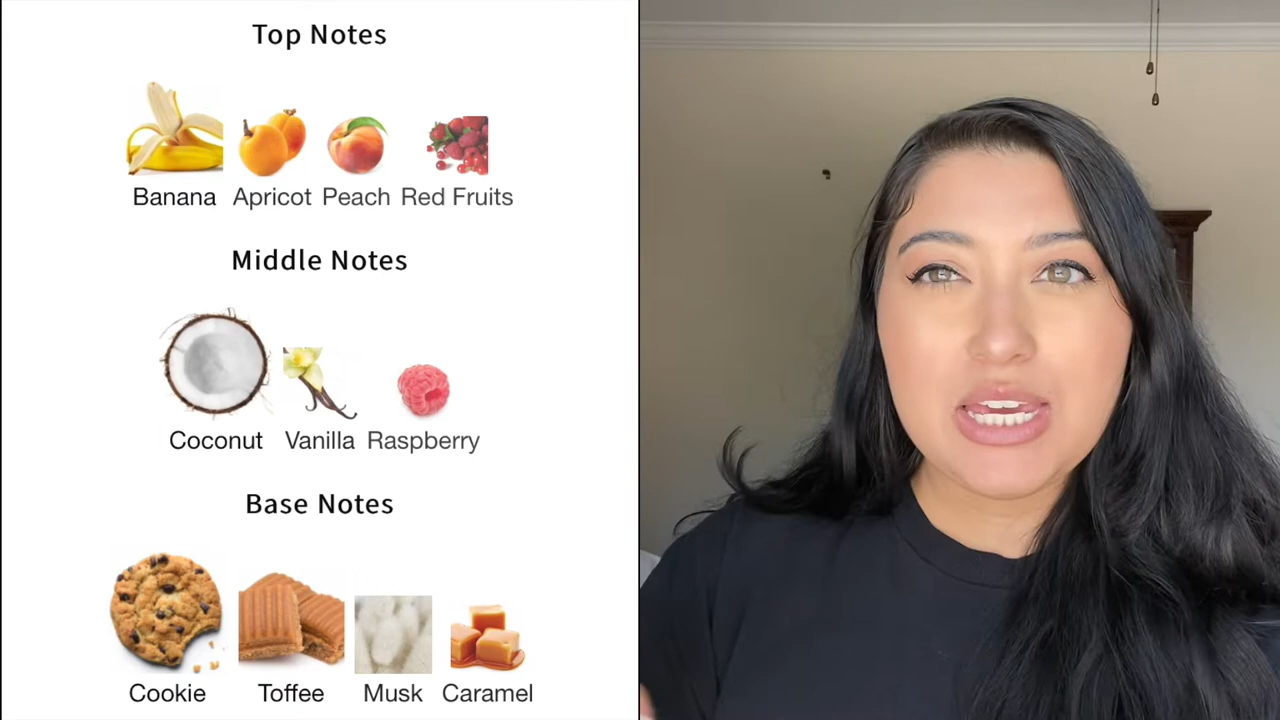 Top Notes
Banana Apricot Peach Red Fruits
Middle Notes
Coconut Vanilla Raspberry
Base Notes
Cookie Toffee Musk Caramel